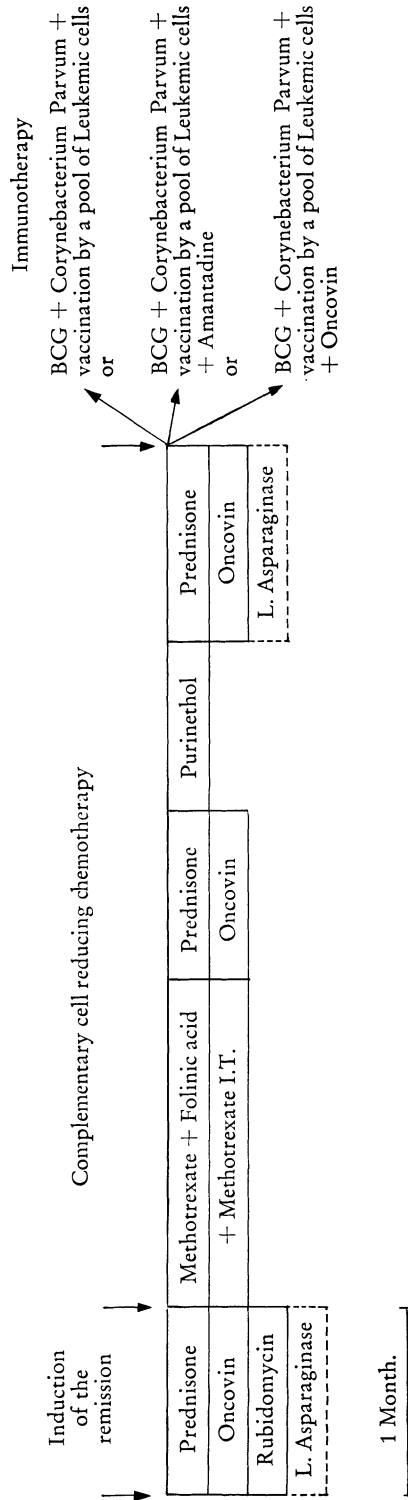 Induction
of the
remission
Complementary cell reducing chemotherapy
Immunotherapy
Prednisone
Oncovin
Rubidomycin
L. Asparaginase
Methotrexate + Folinic acid
+ Methotrexate I.T.
Prednisone
Oncovin
Purinethol
Prednisone
Oncovin
L. Asparaginase
BCG + Corynebacterium Parvum +
vaccination by a pool of Leukemic cells
or
BCG + Corynebacterium Parvum +
vaccination by a pool of Leukemic cells
+ Amantadine
or
BCG + Corynebacterium Parvum +
vaccination by a pool of Leukemic cells
+ Oncovin
1 Month.